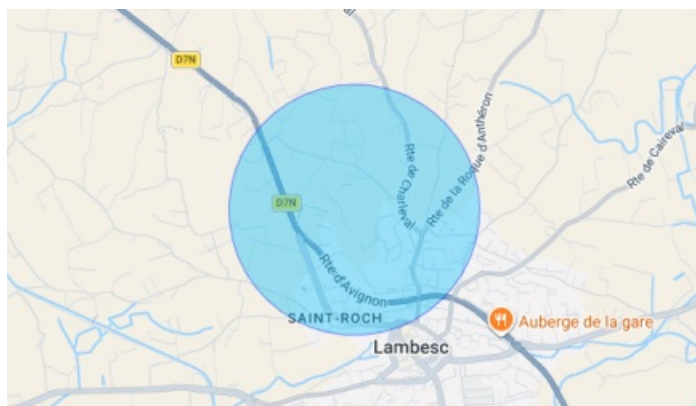 D7N
Rte de Charleval
Rte de la Roque d'Anthéron
Rte de Caireval
D7N
Rte d'Avignon
SAINT-ROCH
Auberge de la gare
Lambesc